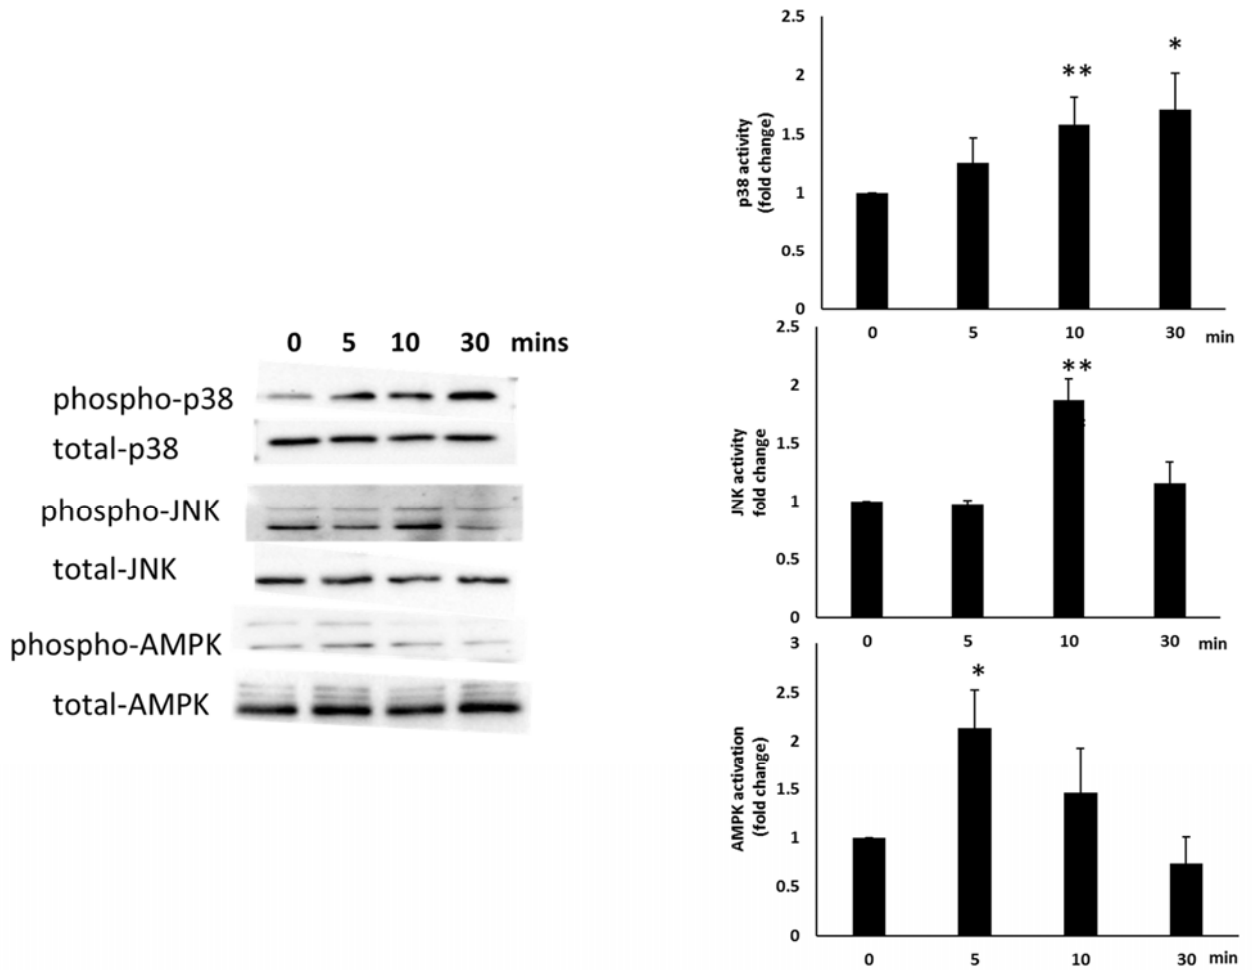 0 5 10 30 mins
phospho-p38
total-p38
phospho-JNK
total-JNK
phospho-AMPK
total-AMPK
p38 activity
(fold change)
2.5
2
1.5
1
0.5
0
** *
0 5 10 30 min
JNK activity
fold change
2.5
2
1.5
1
0.5
0
**
0 5 10 30 min
AMPK activation
(fold change)
3
2.5
2
1.5
1
0.5
0
*
0 5 10 30 min